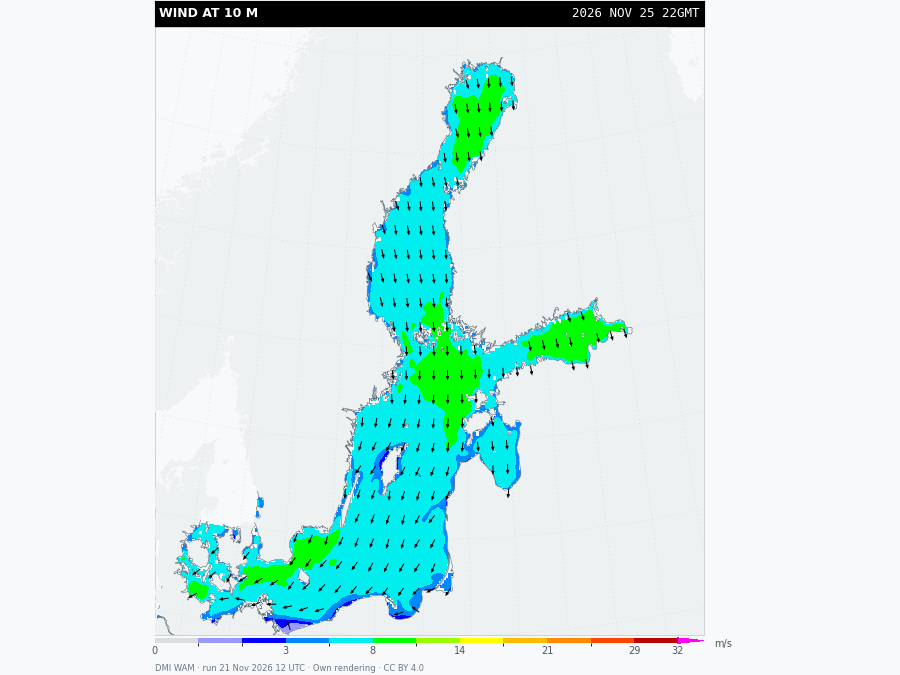 WIND AT 10 M
2026 NOV 25 22GMT
0 3 8 14 21 29 32 m/s
DMI WAM · run 21 Nov 2026 12 UTC · Own rendering · CC BY 4.0